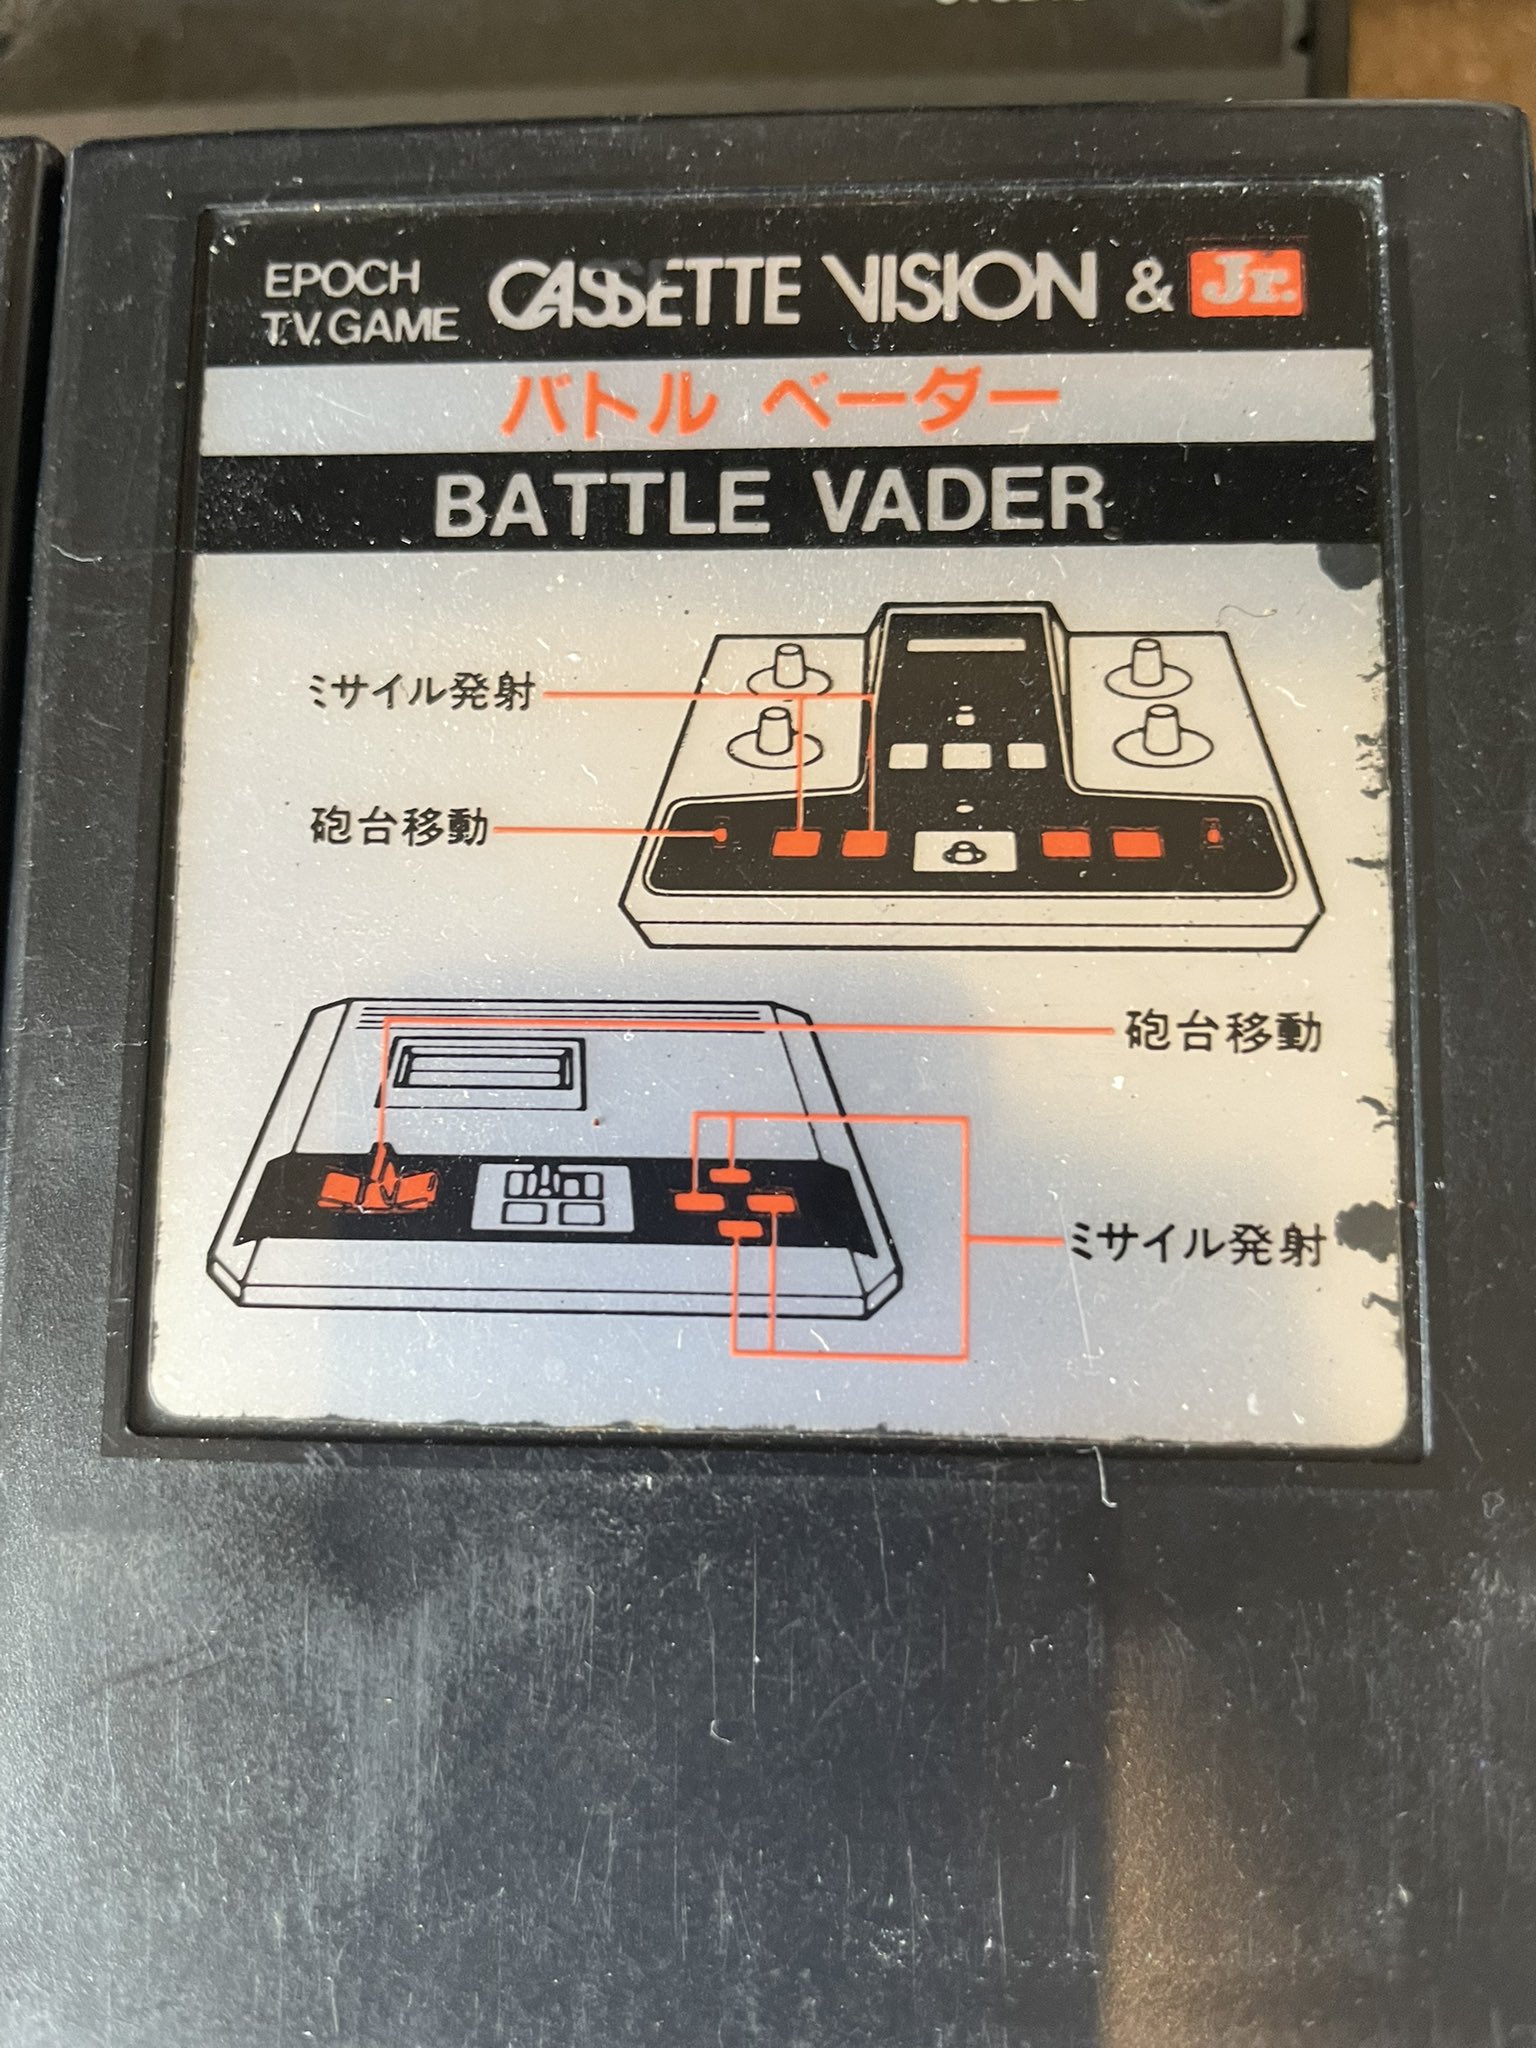 EPOCH
T.V. GAME
CASSETTE VISION & Jr.
バトル ベーダー
BATTLE VADER
ミサイル発射
砲台移動
砲台移動
ミサイル発射